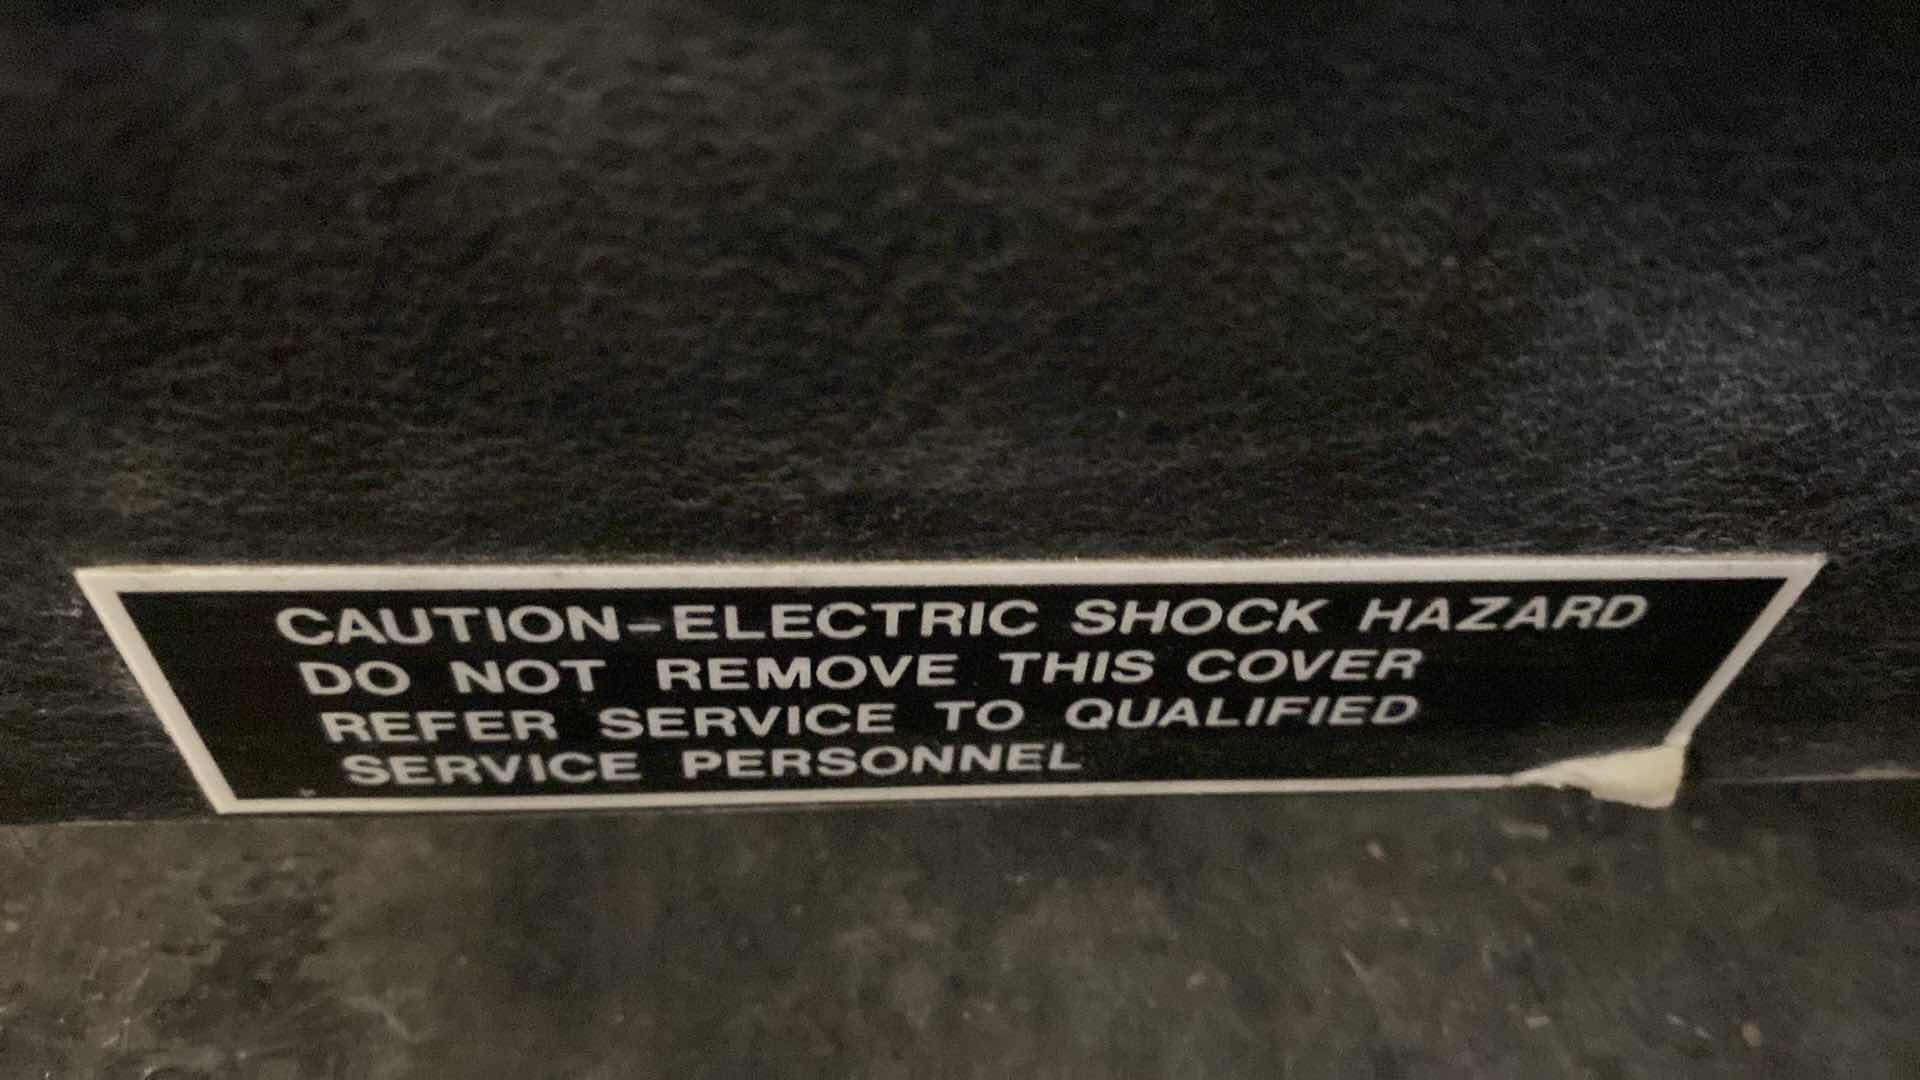 CAUTION-ELECTRIC SHOCK HAZARD
DO NOT REMOVE THIS COVER
REFER SERVICE TO QUALIFIED
SERVICE PERSONNEL